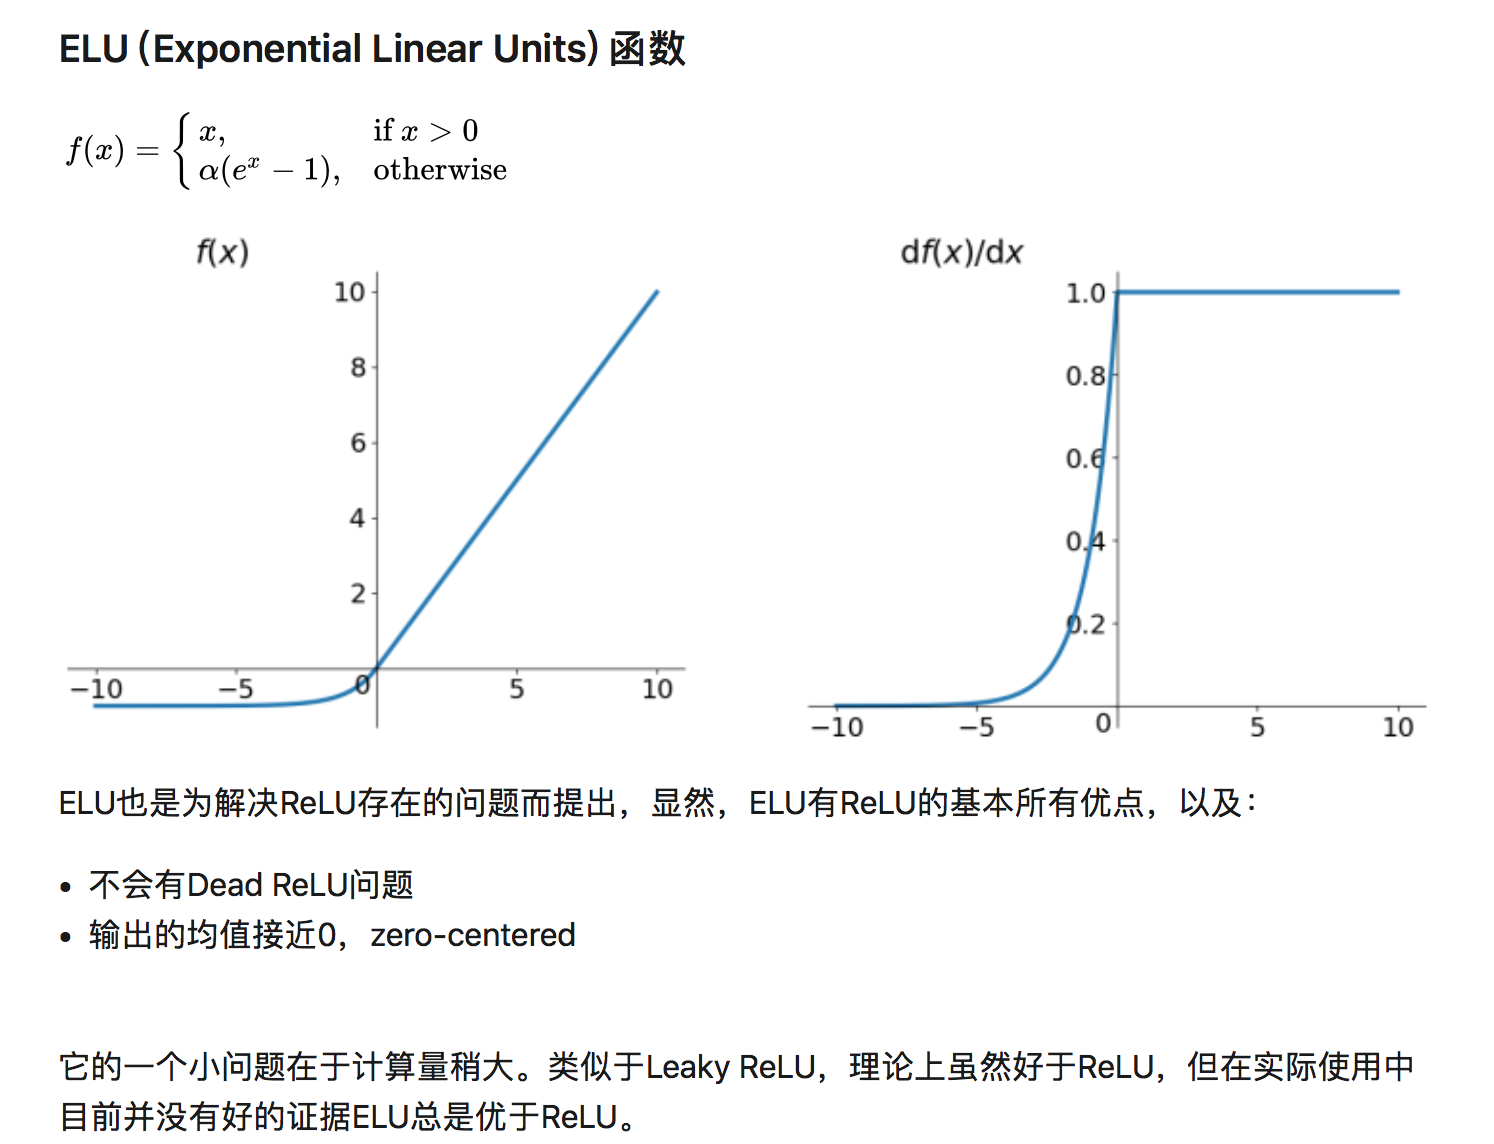 ELU (Exponential Linear Units) 函数
f(x) = { x, if x > 0
α(e^x − 1), otherwise
f(x)
10
8
6
4
2
−10 −5 0 5 10
df(x)/dx
1.0
0.8
0.6
0.4
0.2
−10 −5 0 5 10
ELU也是为解决ReLU存在的问题而提出，显然，ELU有ReLU的基本所有优点，以及：
• 不会有Dead ReLU问题
• 输出的均值接近0，zero-centered
它的一个小问题在于计算量稍大。类似于Leaky ReLU，理论上虽然好于ReLU，但在实际使用中
目前并没有好的证据ELU总是优于ReLU。